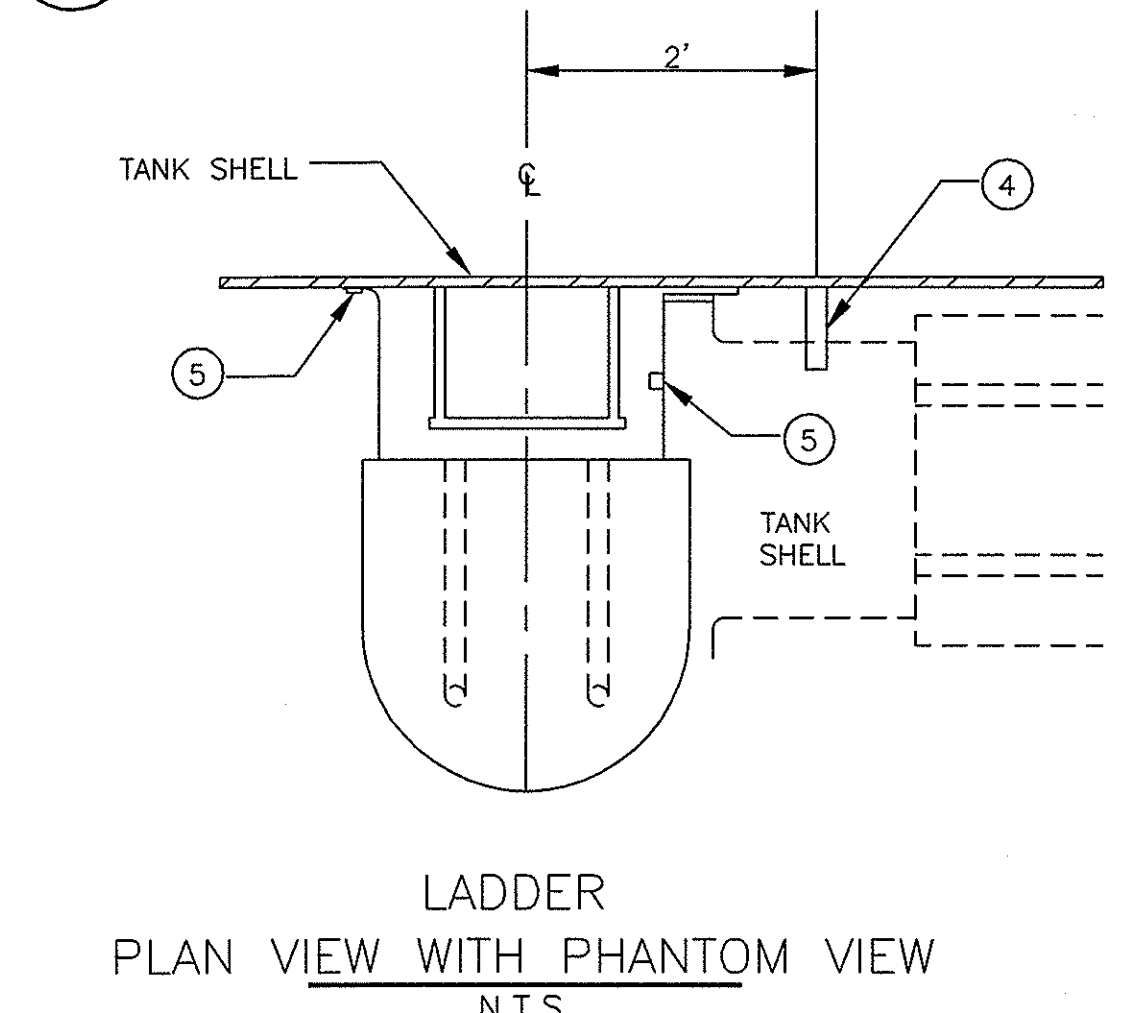 2'
TANK SHELL
℄
4
5
5
TANK
SHELL
LADDER
PLAN VIEW WITH PHANTOM VIEW
N.T.S.